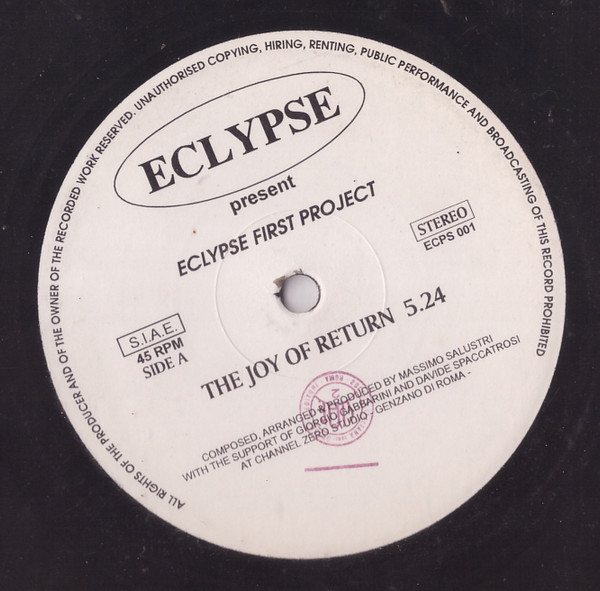 ALL RIGHTS OF THE PRODUCER AND OF THE OWNER OF THE RECORDED WORK RESERVED. UNAUTHORISED COPYING, HIRING, RENTING, PUBLIC PERFORMANCE AND BROADCASTING OF THIS RECORD PROHIBITED
ECLYPSE
present
ECLYPSE FIRST PROJECT
STEREO
ECPS 001
S.I.A.E.
45 RPM
SIDE A
THE JOY OF RETURN 5.24
COMPOSED, ARRANGED & PRODUCED BY MASSIMO SALUSTRI
WITH THE SUPPORT OF GIORGIO GABBARINI AND DAVIDE SPACCATROSI
AT CHANNEL ZERO STUDIO - GENZANO DI ROMA -